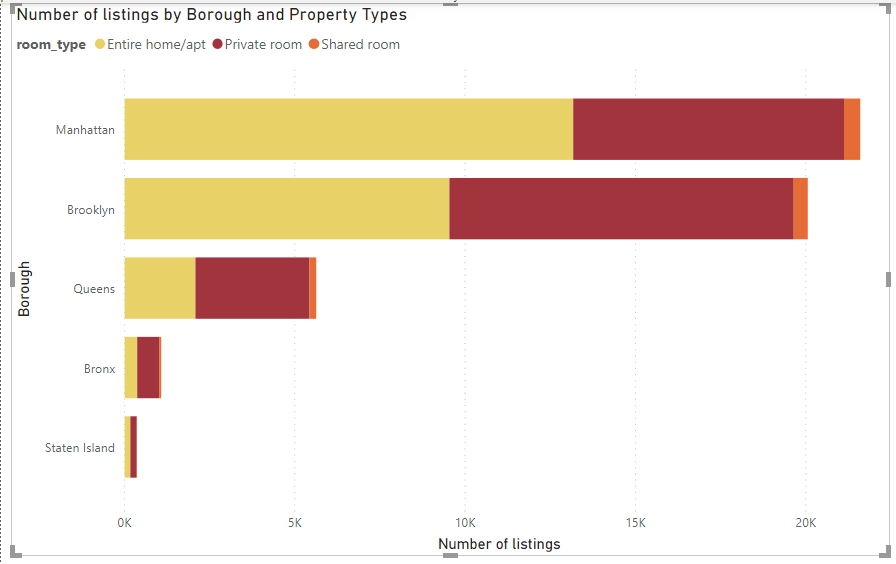 Number of listings by Borough and Property Types
room_type Entire home/apt Private room Shared room
Manhattan
Brooklyn
Queens
Bronx
Staten Island
Borough
0K 5K 10K 15K 20K
Number of listings